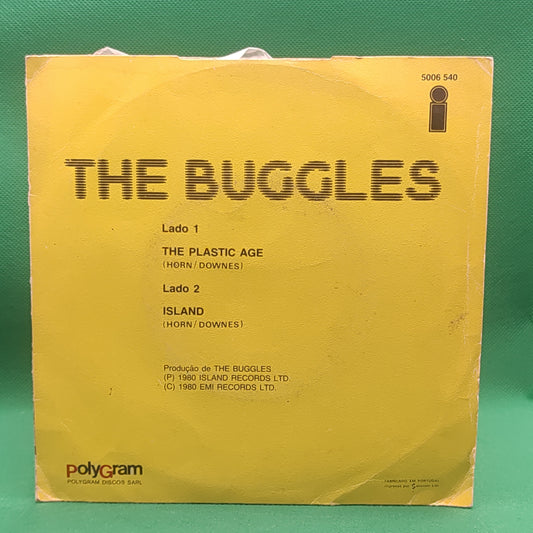 5006 540
THE BUGGLES
Lado 1
THE PLASTIC AGE
(HORN/DOWNES)
Lado 2
ISLAND
(HORN/DOWNES)
Produção de THE BUGGLES
(P) 1980 ISLAND RECORDS LTD.
(C) 1980 EMI RECORDS LTD.
PolyGram
POLYGRAM DISCOS SARL
FABRICADO EM PORTUGAL